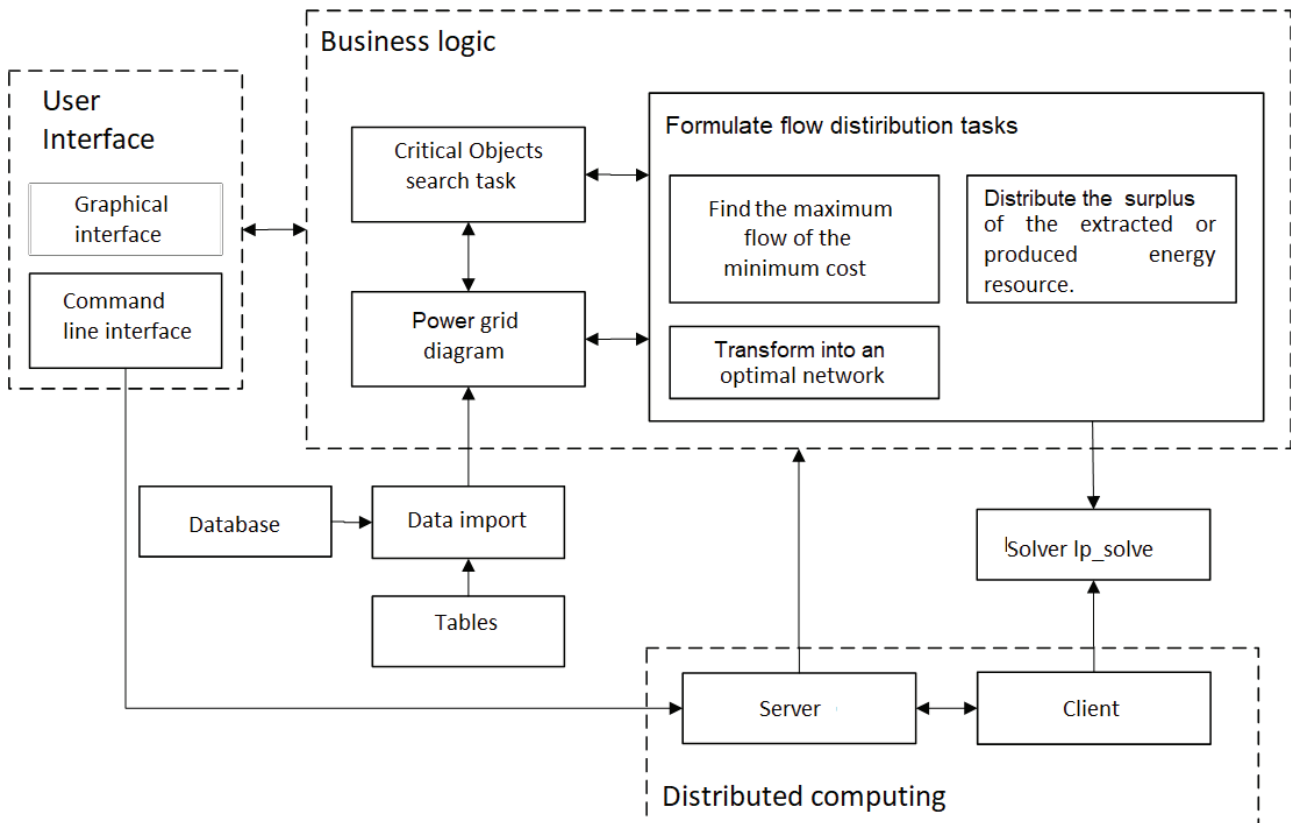 Business logic
User
Interface
Graphical
interface
Command
line interface
Critical Objects
search task
Power grid
diagram
Formulate flow distiribution tasks
Find the maximum
flow of the
minimum cost
Distribute the surplus
of the extracted or
produced energy
resource.
Transform into an
optimal network
Database
Data import
Tables
Solver lp_solve
Server
Client
Distributed computing